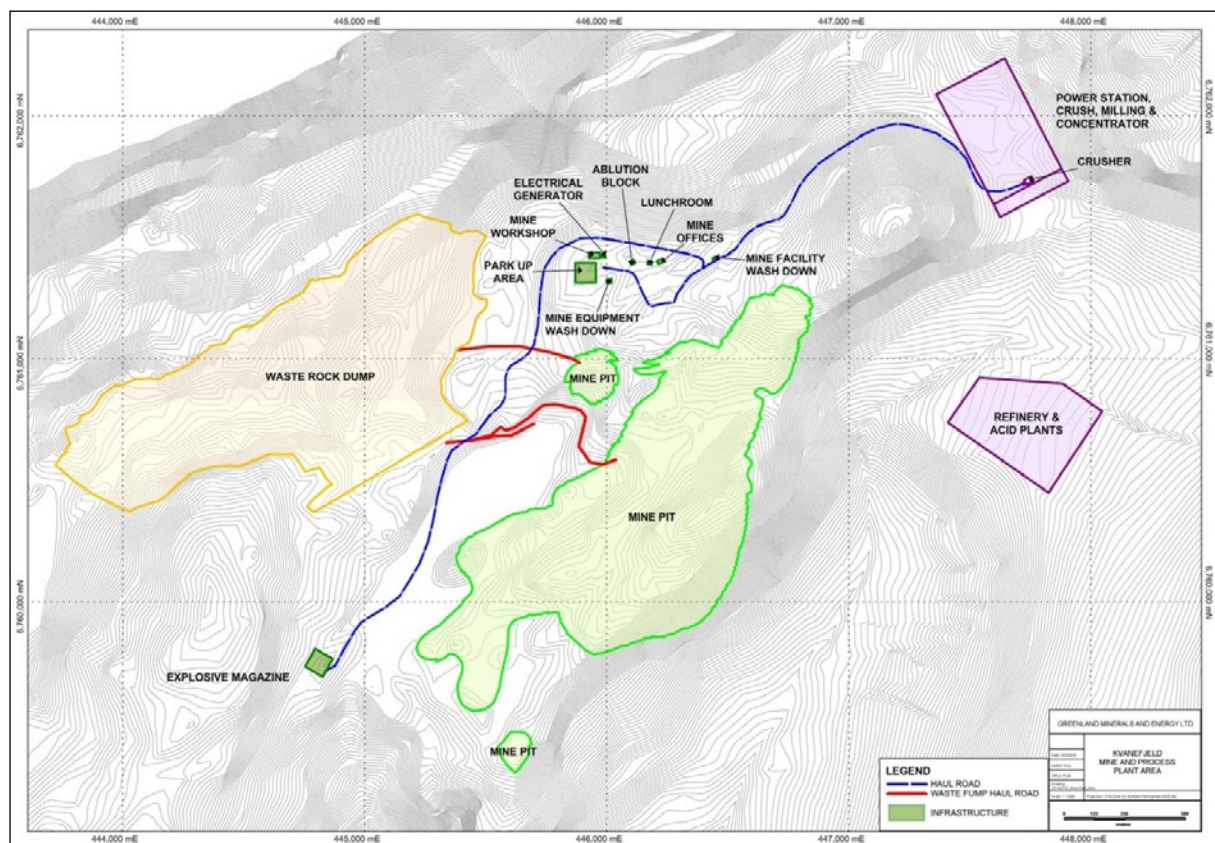 444,000 mE
445,000 mE
446,000 mE
447,000 mE
448,000 mE
6,762,000 mN
6,762,000 mN
POWER STATION,
CRUSH, MILLING &
CONCENTRATOR
CRUSHER
ABLUTION
BLOCK
ELECTRICAL
GENERATOR
LUNCHROOM
MINE
WORKSHOP
MINE
OFFICES
PARK UP
AREA
MINE FACILITY
WASH DOWN
MINE EQUIPMENT
WASH DOWN
6,761,000 mN
6,761,000 mN
WASTE ROCK DUMP
MINE PIT
REFINERY &
ACID PLANTS
MINE PIT
6,760,000 mN
6,760,000 mN
EXPLOSIVE MAGAZINE
MINE PIT
LEGEND
HAUL ROAD
WASTE FUMP HAUL ROAD
INFRASTRUCTURE
GREENLAND MINERALS AND ENERGY LTD
KVANEFJELD
MINE AND PROCESS
PLANT AREA
444,000 mE
445,000 mE
446,000 mE
447,000 mE
448,000 mE